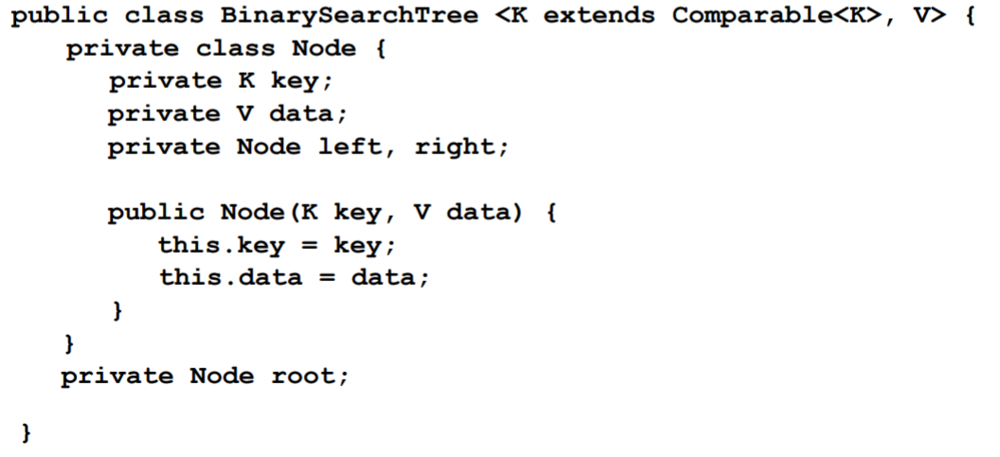 public class BinarySearchTree <K extends Comparable<K>, V> {
private class Node {
private K key;
private V data;
private Node left, right;
public Node(K key, V data) {
this.key = key;
this.data = data;
}
}
private Node root;
}